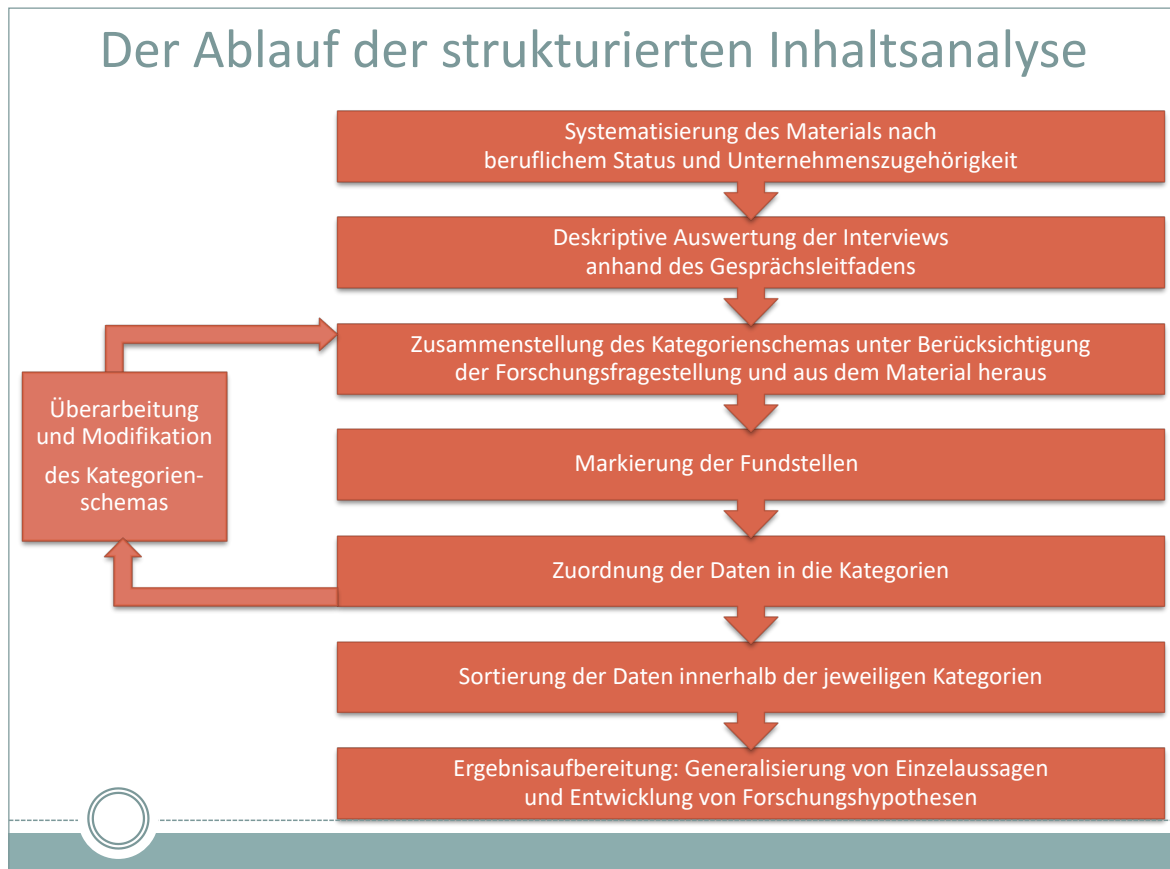 Der Ablauf der strukturierten Inhaltsanalyse
Systematisierung des Materials nach
beruflichem Status und Unternehmenszugehörigkeit
Deskriptive Auswertung der Interviews
anhand des Gesprächsleitfadens
Zusammenstellung des Kategorienschemas unter Berücksichtigung
der Forschungsfragestellung und aus dem Material heraus
Überarbeitung
und Modifikation
des Kategorien-
schemas
Markierung der Fundstellen
Zuordnung der Daten in die Kategorien
Sortierung der Daten innerhalb der jeweiligen Kategorien
Ergebnisaufbereitung: Generalisierung von Einzelaussagen
und Entwicklung von Forschungshypothesen